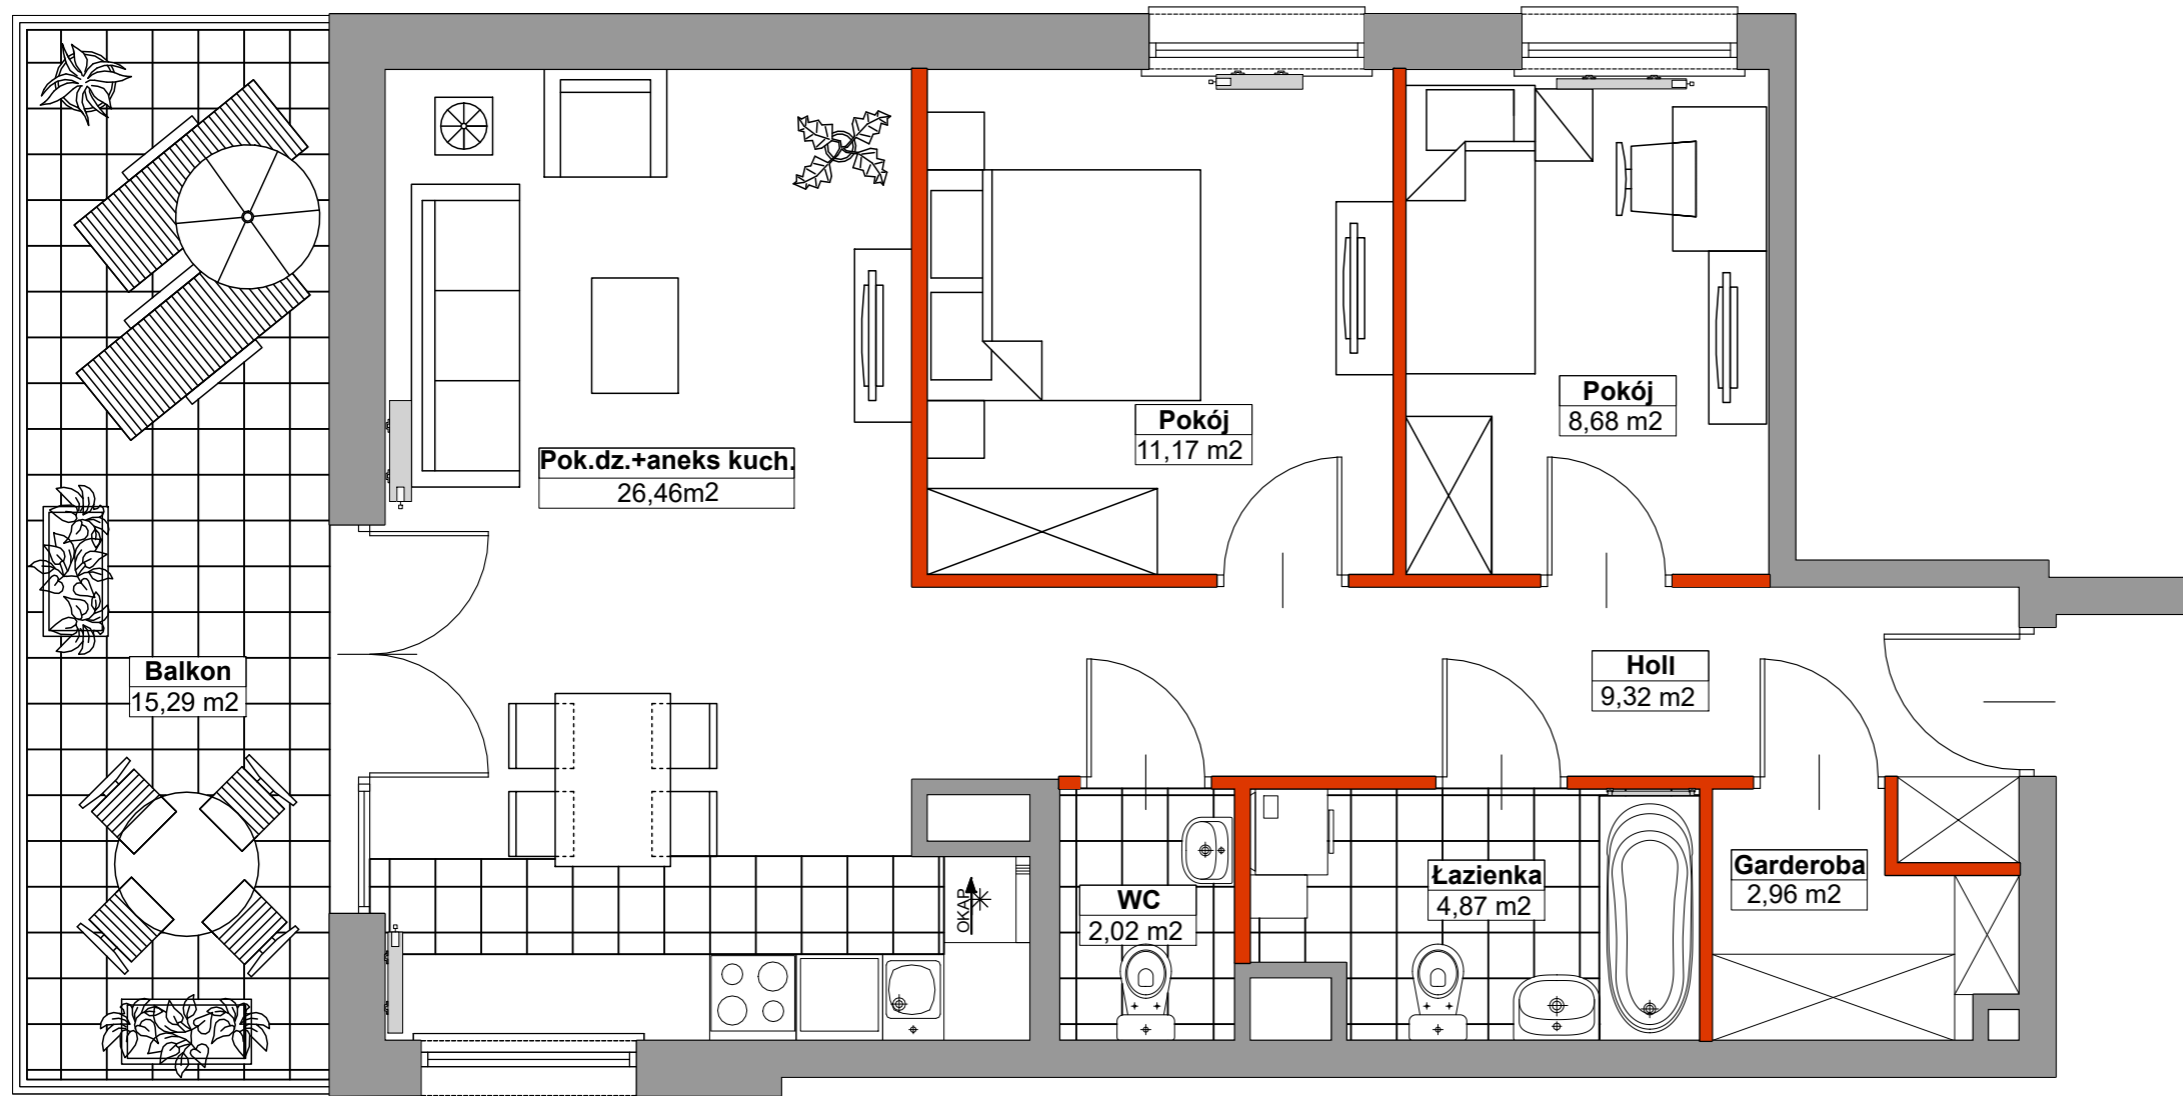 Pokój
8,68 m2
Pokój
11,17 m2
Pok.dz.+aneks kuch.
26,46m2
Balkon
15,29 m2
Holl
9,32 m2
Garderoba
2,96 m2
Łazienka
4,87 m2
WC
2,02 m2
OKAP